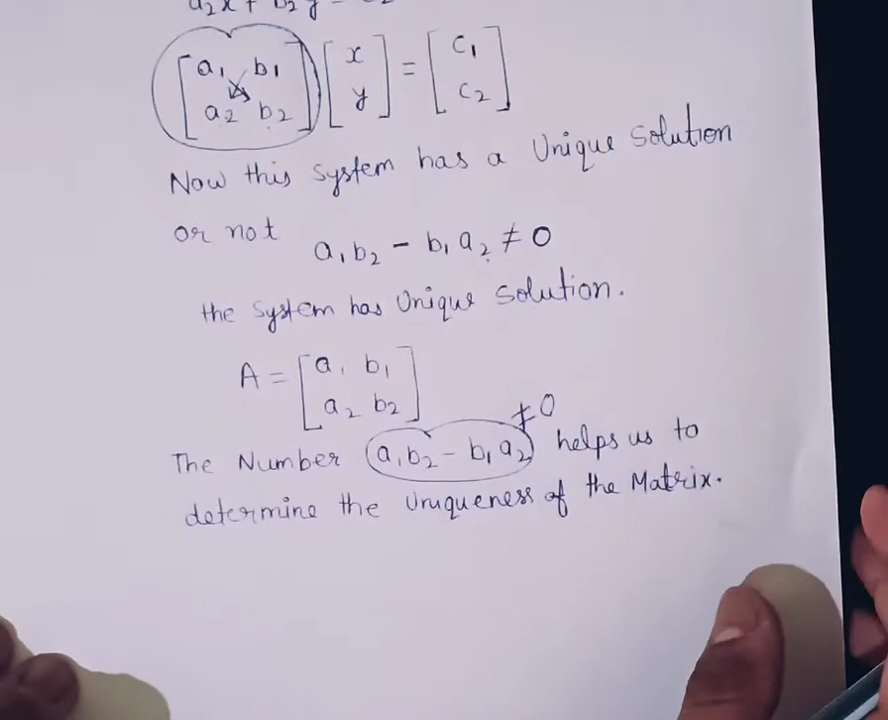 a₂x + b₂y =
[a₁ b₁] [x] = [c₁]
[a₂ b₂] [y] [c₂]
Now this system has a Unique solution
or not a₁b₂ - b₁a₂ ≠ 0
the system has Unique solution.
A = [a₁ b₁]
[a₂ b₂]
≠0
The Number a₁b₂ - b₁a₂ helps us to
determine the Uniqueness of the Matrix.